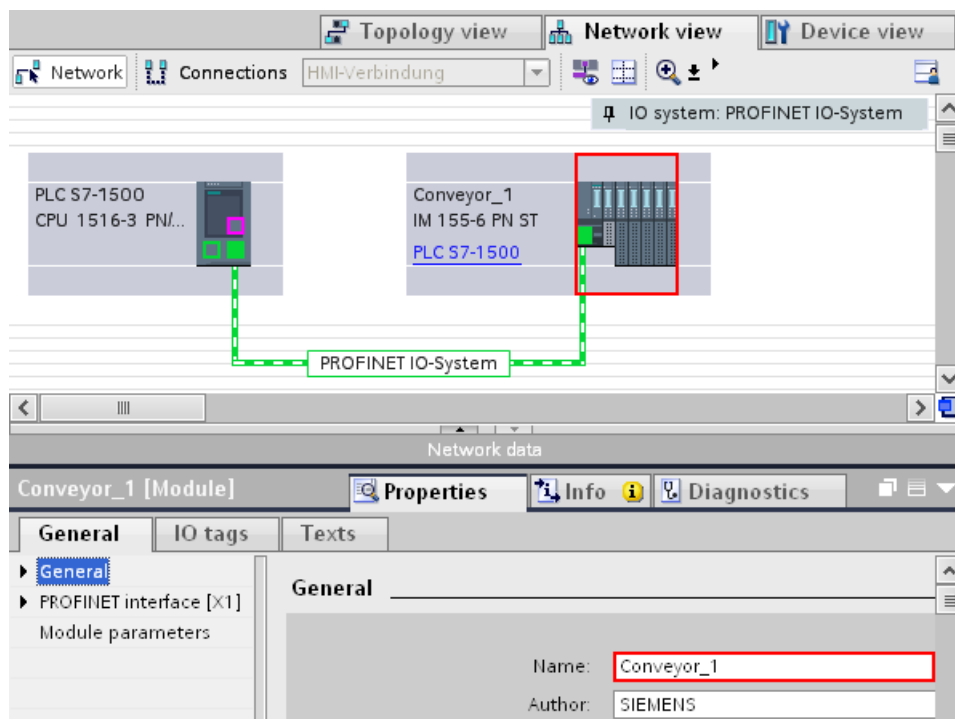 Topology view Network view Device view
Network Connections HMI-Verbindung
IO system: PROFINET IO-System
PLC S7-1500
CPU 1516-3 PN/...
Conveyor_1
IM 155-6 PN ST
PLC S7-1500
PROFINET IO-System
Network data
Conveyor_1 [Module] Properties Info Diagnostics
General IO tags Texts
General
PROFINET interface [X1]
Module parameters
General
Name: Conveyor_1
Author: SIEMENS